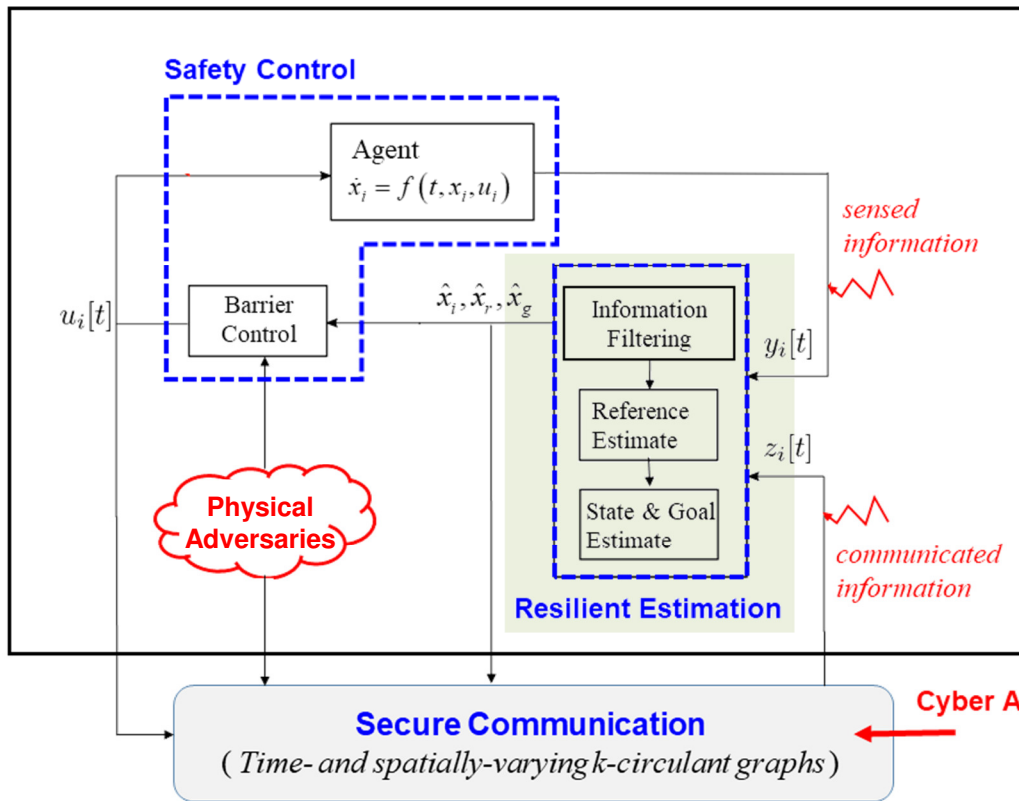 Safety Control
Agent
ẋ_i = f(t, x_i, u_i)
sensed
information
u_i[t]
Barrier
Control
x̂_i, x̂_r, x̂_g
Information
Filtering
y_i[t]
Reference
Estimate
z_i[t]
Physical
Adversaries
State & Goal
Estimate
communicated
information
Resilient Estimation
Cyber A
Secure Communication
( Time- and spatially-varying k-circulant graphs )